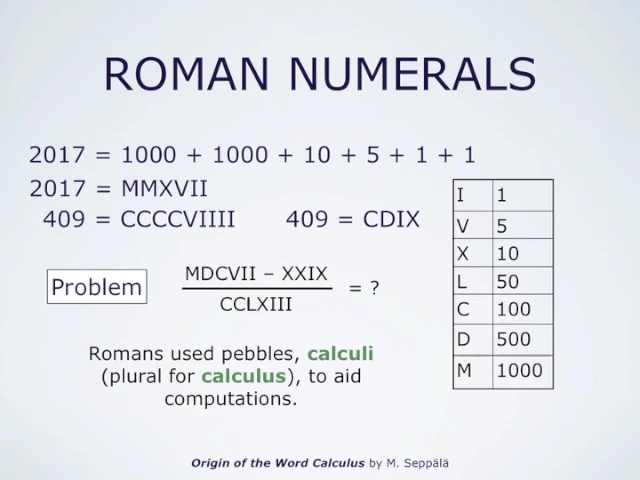 ROMAN NUMERALS
2017 = 1000 + 1000 + 10 + 5 + 1 + 1
2017 = MMXVII
409 = CCCCVIIII 409 = CDIX
Problem
MDCVII – XXIX
CCLXIII
= ?
Romans used pebbles, calculi
(plural for calculus), to aid
computations.
I 1
V 5
X 10
L 50
C 100
D 500
M 1000
Origin of the Word Calculus by M. Seppälä